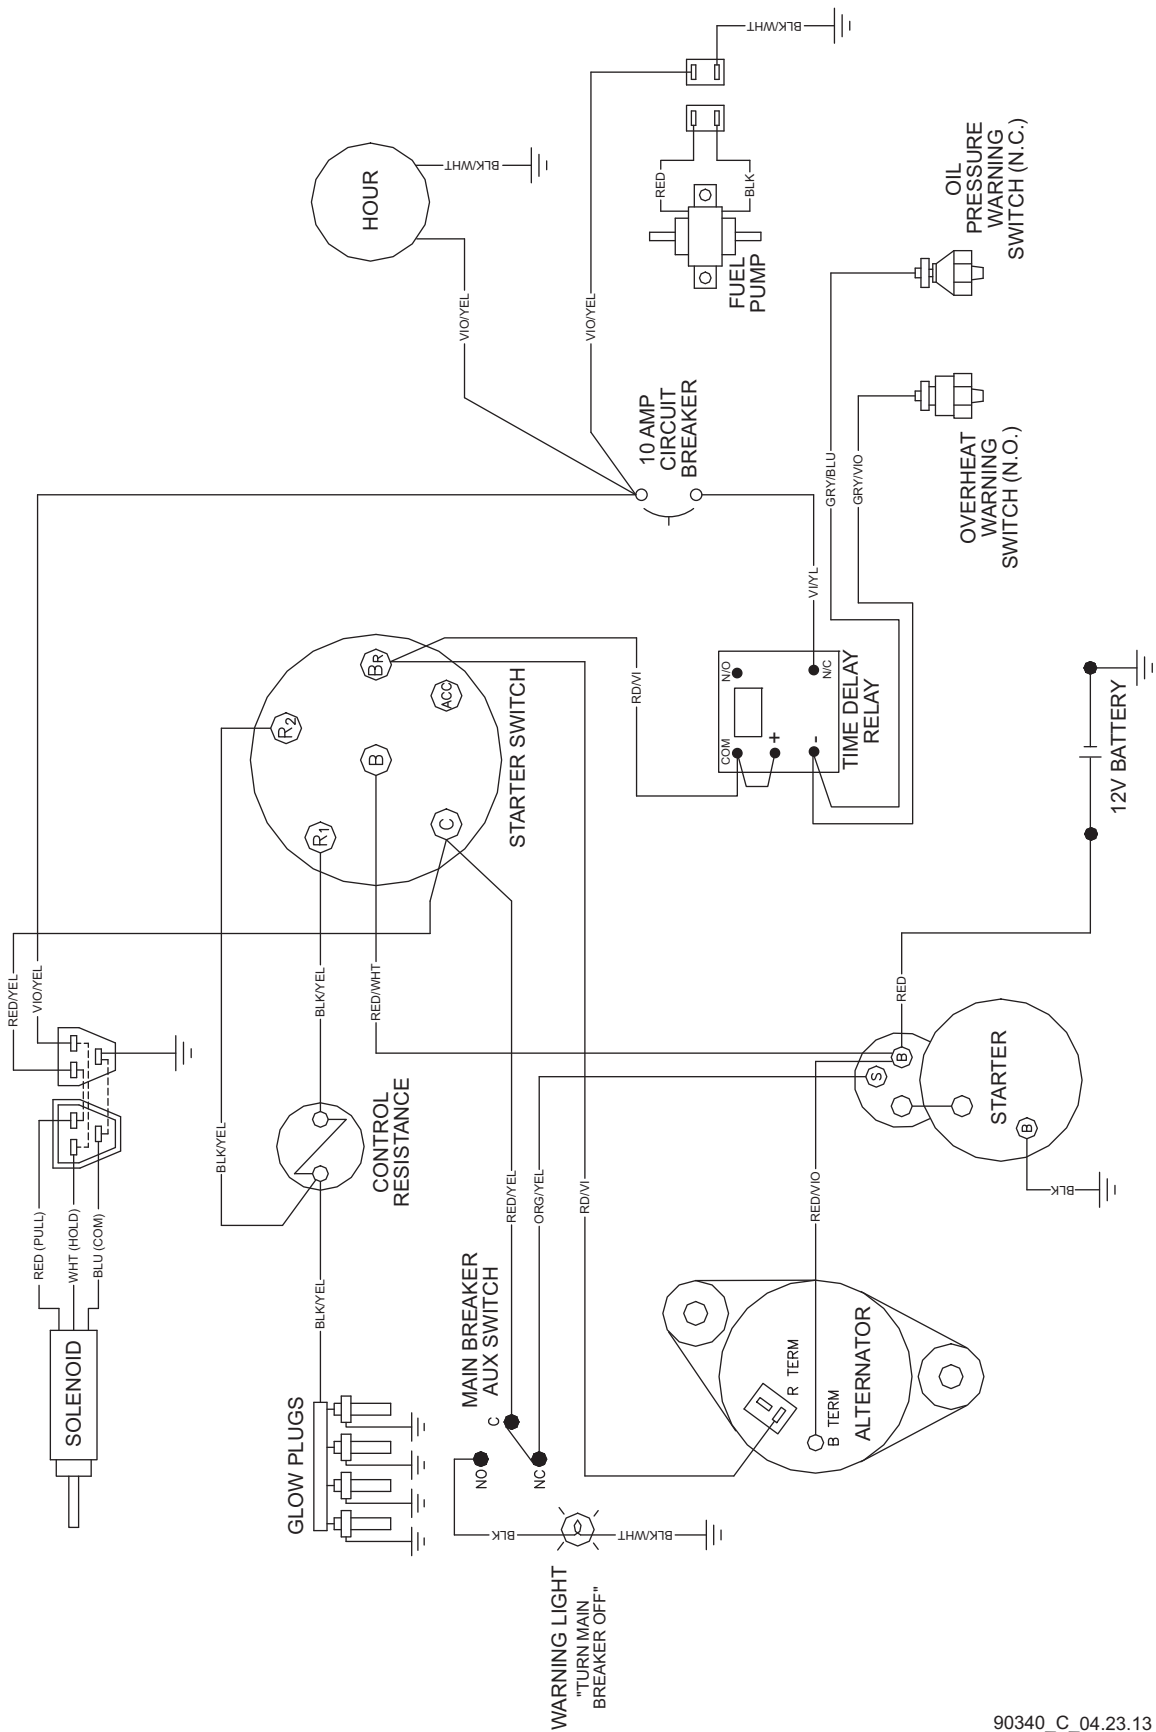 SOLENOID
RED (PULL)
WHT (HOLD)
BLU (COM)
RED/YEL
VIO/YEL
HOUR
BLK/WHT
VIO/YEL
BLK/WHT
VIO/YEL
RED
BLK
FUEL
PUMP
10 AMP
CIRCUIT
BREAKER
OIL
PRESSURE
WARNING
SWITCH (N.C.)
OVERHEAT
WARNING
SWITCH (N.O.)
GRY/BLU
GRY/VIO
VI/YL
RD/VI
COM
N/O
+
-
N/C
TIME DELAY
RELAY
R1
R2
B
BR
ACC
C
STARTER SWITCH
BLK/YEL
BLK/YEL
RED/WHT
CONTROL
RESISTANCE
BLK/YEL
GLOW PLUGS
MAIN BREAKER
AUX SWITCH
C
NO
NC
RED/YEL
ORG/YEL
RD/VI
BLK
BLK/WHT
WARNING LIGHT
"TURN MAIN
BREAKER OFF"
R TERM
B TERM
ALTERNATOR
RED/VIO
S
B
B
STARTER
BLK
RED
12V BATTERY
90340_C_04.23.13